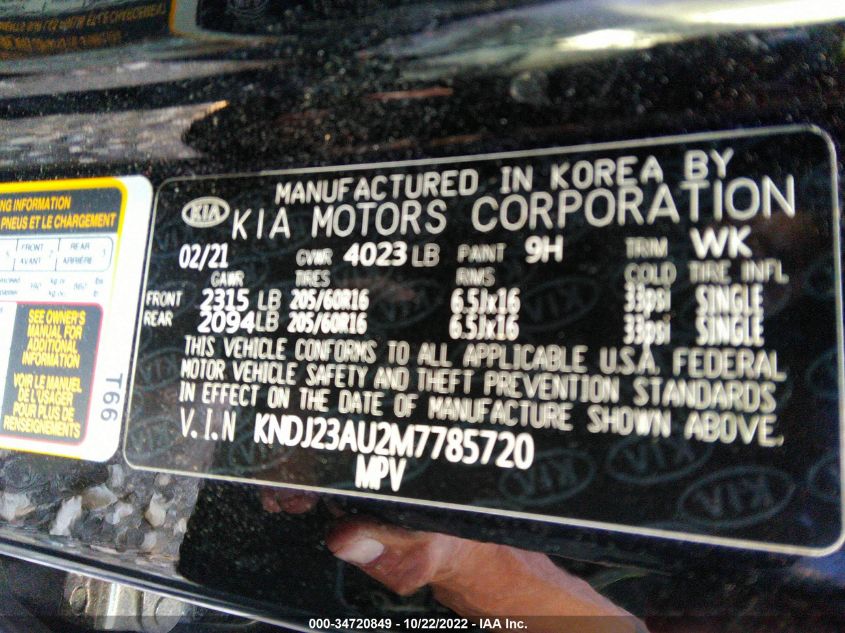 NG INFORMATION
PNEUS ET LE CHARGEMENT
FRONT
AVANT
REAR
ARRIÈRE
SEE OWNER'S
MANUAL FOR
ADDITIONAL
INFORMATION
VOIR LE MANUEL
DE L'USAGER
POUR PLUS DE
RENSEIGNEMENTS
T66
MANUFACTURED IN KOREA BY
KIA KIA MOTORS CORPORATION
02/21 GVWR 4023 LB PAINT 9H TRIM WK
GAWR TIRES RIMS COLD TIRE INFL
FRONT 2315 LB 205/60R16 6.5Jx16 33psi SINGLE
REAR 2094 LB 205/60R16 6.5Jx16 33psi SINGLE
THIS VEHICLE CONFORMS TO ALL APPLICABLE U.S.A. FEDERAL
MOTOR VEHICLE SAFETY AND THEFT PREVENTION STANDARDS
IN EFFECT ON THE DATE OF MANUFACTURE SHOWN ABOVE.
V.I.N KNDJ23AU2M7785720
MPV
000-34720849 - 10/22/2022 - IAA Inc.